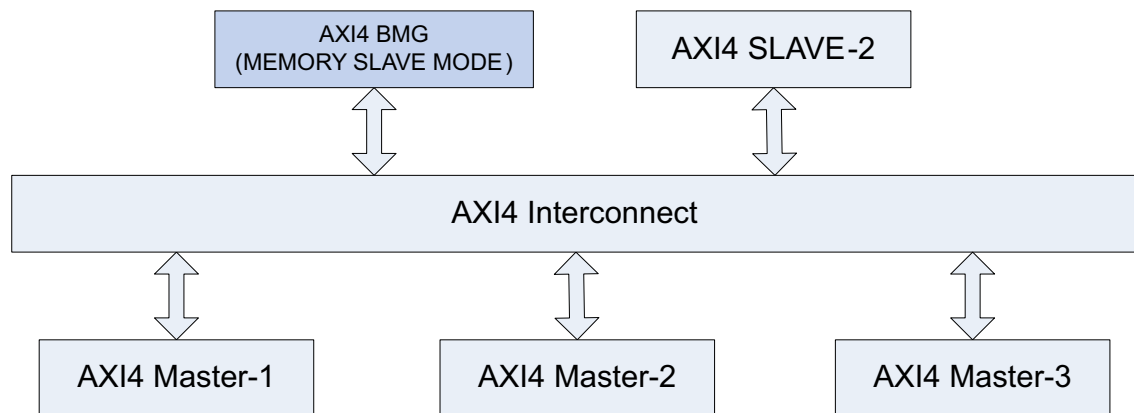 AXI4 BMG
(MEMORY SLAVE MODE)
AXI4 SLAVE-2
AXI4 Interconnect
AXI4 Master-1
AXI4 Master-2
AXI4 Master-3